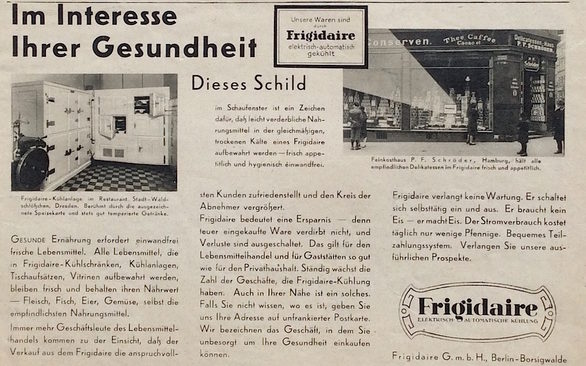 Im Interesse
Ihrer Gesundheit
Unsere Waren sind
durch
Frigidaire
elektrisch-automatisch
gekühlt
Dieses Schild
im Schaufenster ist ein Zeichen
dafür, daß leicht verderbliche Nah-
rungsmittel in der gleichmäßigen,
trockenen Kälte eines Frigidaire
aufbewahrt werden — frisch appe-
titlich und hygienisch einwandfrei.
Conserven.
Thee Caffee
Cacao
Delicatessen-Haus
P. F. Schröder.
Feinkosthaus P. F. Schröder, Hamburg, hält alle
empfindlichen Delikatessen im Frigidaire frisch und appetitlich.
Frigidaire-Kühlanlage im Restaurant Stadt-Wald-
schlößchen, Dresden. Berühmt durch die ausgezeich-
nete Speisekarte und stets gut temperierte Getränke.
GESUNDE Ernährung erfordert einwandfrei
frische Lebensmittel. Alle Lebensmittel, die
in Frigidaire-Kühlschränken, Kühlanlagen,
Tischaufsätzen, Vitrinen aufbewahrt werden,
bleiben frisch und behalten ihren Nährwert
— Fleisch, Fisch, Eier, Gemüse, selbst die
empfindlichsten Nahrungsmittel.
Immer mehr Geschäftsleute des Lebensmittel-
handels kommen zu der Einsicht, daß der
Verkauf aus dem Frigidaire die anspruchvoll-
sten Kunden zufriedenstellt und den Kreis der
Abnehmer vergrößert.
Frigidaire bedeutet eine Ersparnis — denn
teuer eingekaufte Ware verdirbt nicht, und
Verluste sind ausgeschaltet. Das gilt für den
Lebensmittelhandel und für Gaststätten so gut
wie für den Privathaushalt. Ständig wächst die
Zahl der Geschäfte, die Frigidaire-Kühlung
haben. Auch in Ihrer Nähe ist ein solches.
Falls Sie nicht wissen, wo es ist, geben Sie
uns Ihre Adresse auf unfrankierter Postkarte.
Wir bezeichnen das Geschäft, in dem Sie
unbesorgt um Ihre Gesundheit einkaufen
können.
Frigidaire verlangt keine Wartung. Er schaltet
sich selbsttätig ein und aus. Er braucht kein
Eis — er macht Eis. Der Stromverbrauch kostet
täglich nur wenige Pfennige. Bequemes Teil-
zahlungssystem. Verlangen Sie unsere aus-
führlichen Prospekte.
Frigidaire
ELEKTRISCH-AUTOMATISCHE KÜHLUNG
Frigidaire G. m. b. H., Berlin-Borsigwalde